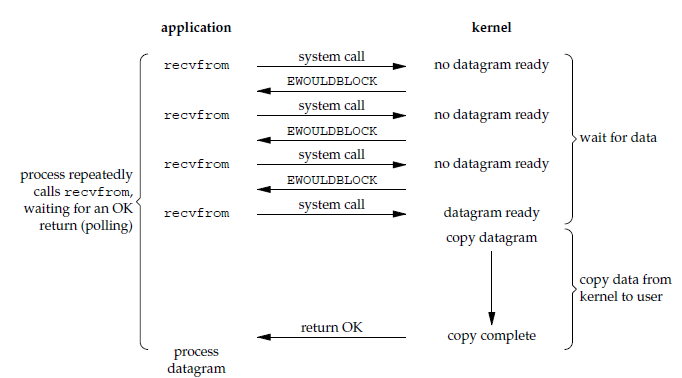 application kernel
recvfrom system call no datagram ready
EWOULDBLOCK
recvfrom system call no datagram ready
EWOULDBLOCK
wait for data
recvfrom system call no datagram ready
EWOULDBLOCK
process repeatedly
calls recvfrom,
waiting for an OK
return (polling)
recvfrom system call datagram ready
copy datagram
copy data from
kernel to user
return OK copy complete
process
datagram